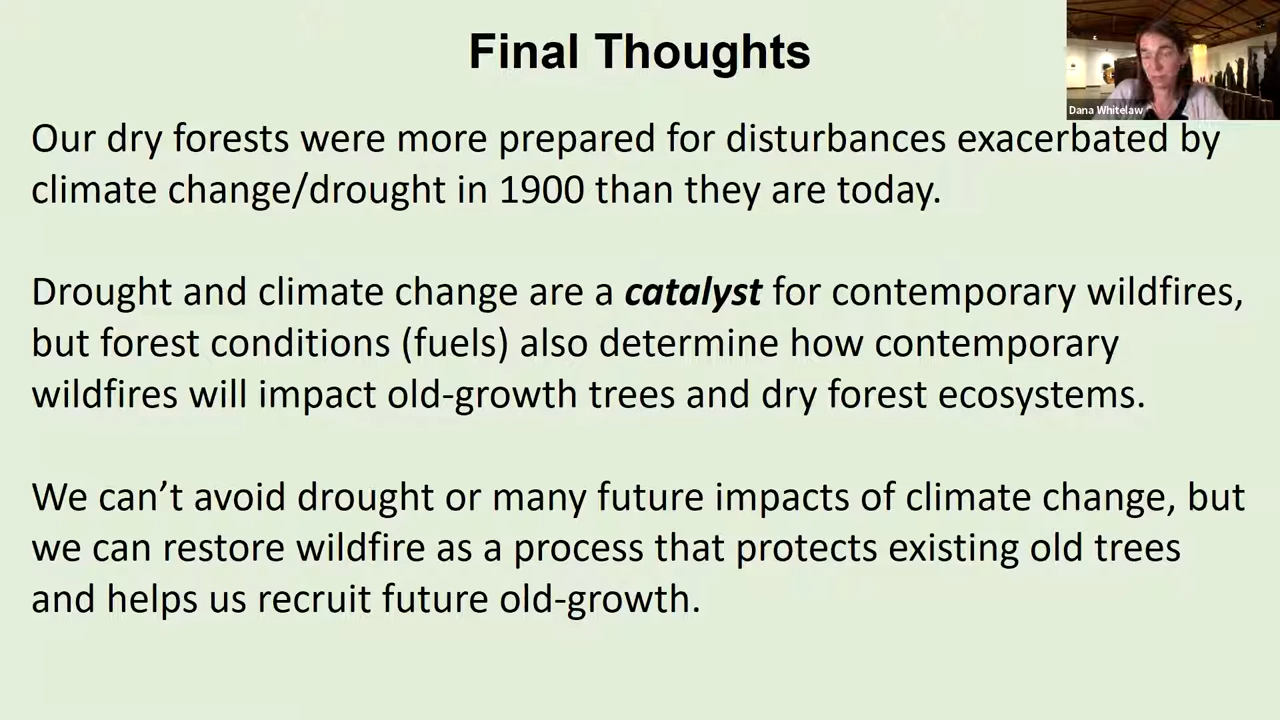 Final Thoughts
Dana Whitelaw
Our dry forests were more prepared for disturbances exacerbated by
climate change/drought in 1900 than they are today.
Drought and climate change are a catalyst for contemporary wildfires,
but forest conditions (fuels) also determine how contemporary
wildfires will impact old-growth trees and dry forest ecosystems.
We can’t avoid drought or many future impacts of climate change, but
we can restore wildfire as a process that protects existing old trees
and helps us recruit future old-growth.